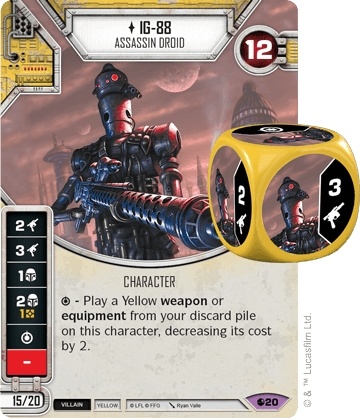 IG-88
ASSASSIN DROID
12
2
3
2
3
1
2
1
CHARACTER
- Play a Yellow weapon or
equipment from your discard pile
on this character, decreasing its cost
by 2.
15/20
VILLAIN
YELLOW
© LFL © FFG
Ryan Valle
20
© & ™ Lucasfilm Ltd.